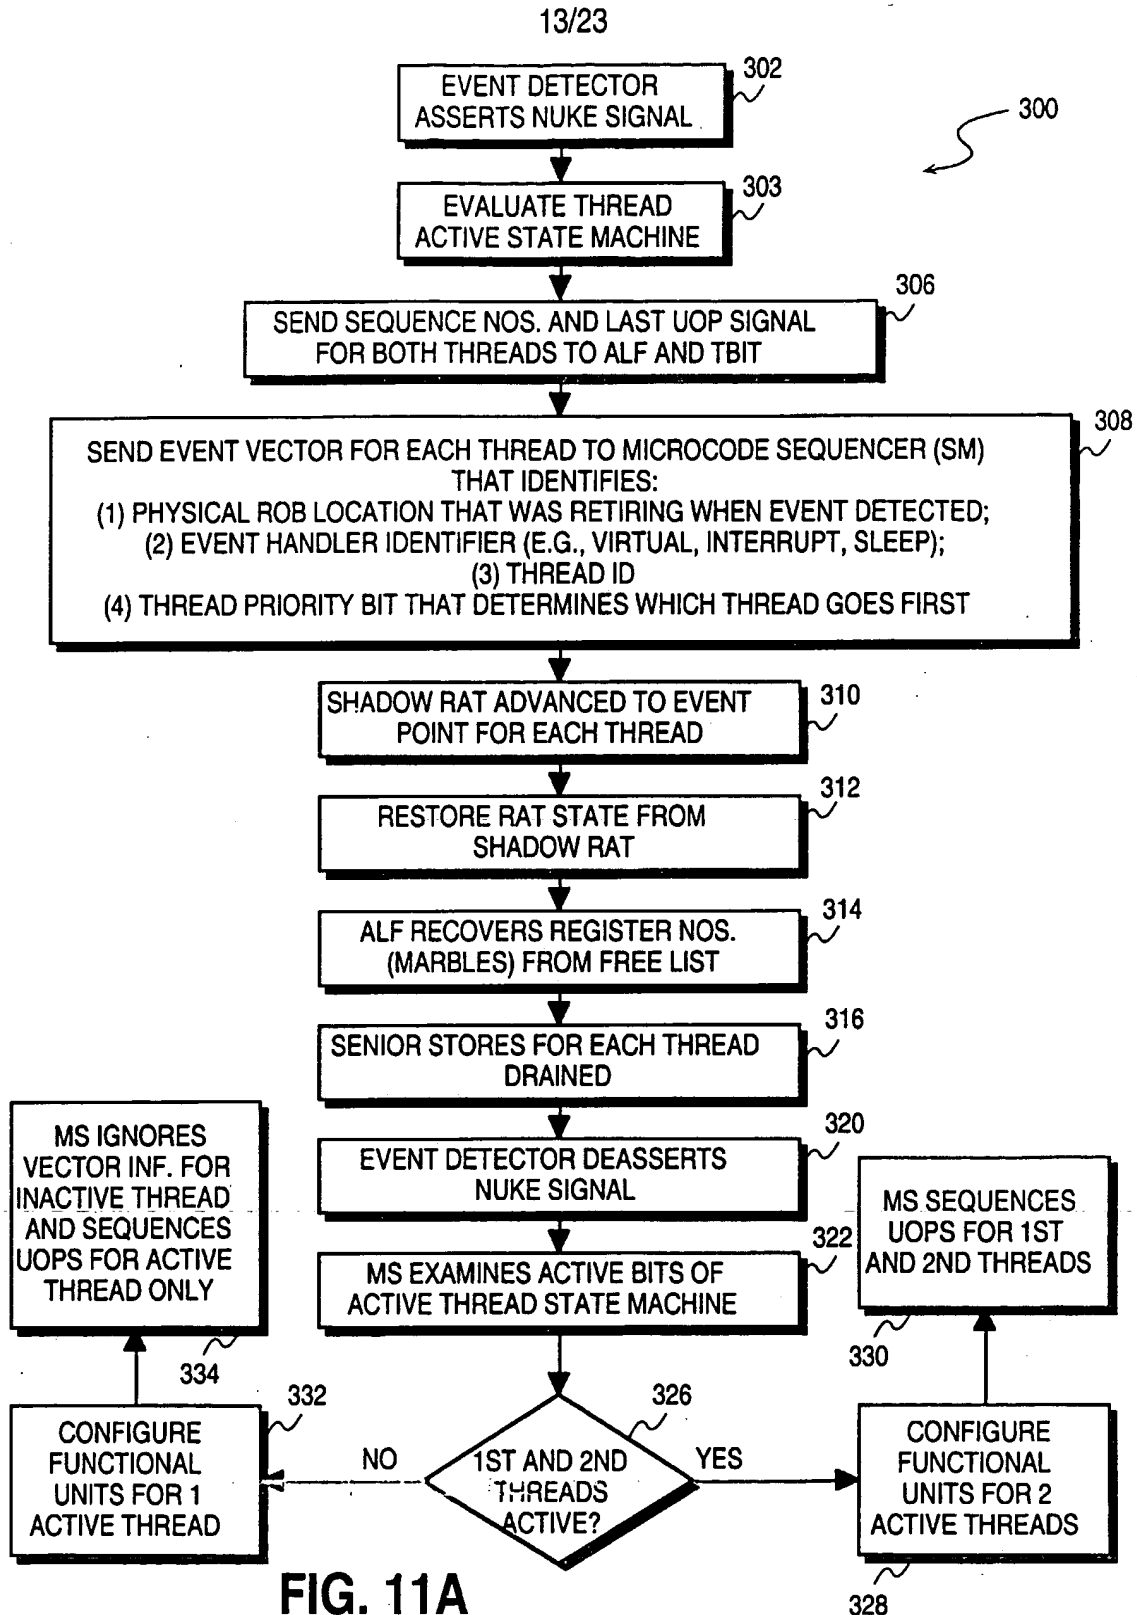 13/23
EVENT DETECTOR
ASSERTS NUKE SIGNAL
302
300
EVALUATE THREAD
ACTIVE STATE MACHINE
303
SEND SEQUENCE NOS. AND LAST UOP SIGNAL
FOR BOTH THREADS TO ALF AND TBIT
306
SEND EVENT VECTOR FOR EACH THREAD TO MICROCODE SEQUENCER (SM)
THAT IDENTIFIES:
(1) PHYSICAL ROB LOCATION THAT WAS RETIRING WHEN EVENT DETECTED;
(2) EVENT HANDLER IDENTIFIER (E.G., VIRTUAL, INTERRUPT, SLEEP);
(3) THREAD ID
(4) THREAD PRIORITY BIT THAT DETERMINES WHICH THREAD GOES FIRST
308
SHADOW RAT ADVANCED TO EVENT
POINT FOR EACH THREAD
310
RESTORE RAT STATE FROM
SHADOW RAT
312
ALF RECOVERS REGISTER NOS.
(MARBLES) FROM FREE LIST
314
SENIOR STORES FOR EACH THREAD
DRAINED
316
EVENT DETECTOR DEASSERTS
NUKE SIGNAL
320
MS EXAMINES ACTIVE BITS OF
ACTIVE THREAD STATE MACHINE
322
1ST AND 2ND
THREADS
ACTIVE?
326
NO
YES
CONFIGURE
FUNCTIONAL
UNITS FOR 1
ACTIVE THREAD
332
MS IGNORES
VECTOR INF. FOR
INACTIVE THREAD
AND SEQUENCES
UOPS FOR ACTIVE
THREAD ONLY
334
CONFIGURE
FUNCTIONAL
UNITS FOR 2
ACTIVE THREADS
328
MS SEQUENCES
UOPS FOR 1ST
AND 2ND THREADS
330
FIG. 11A